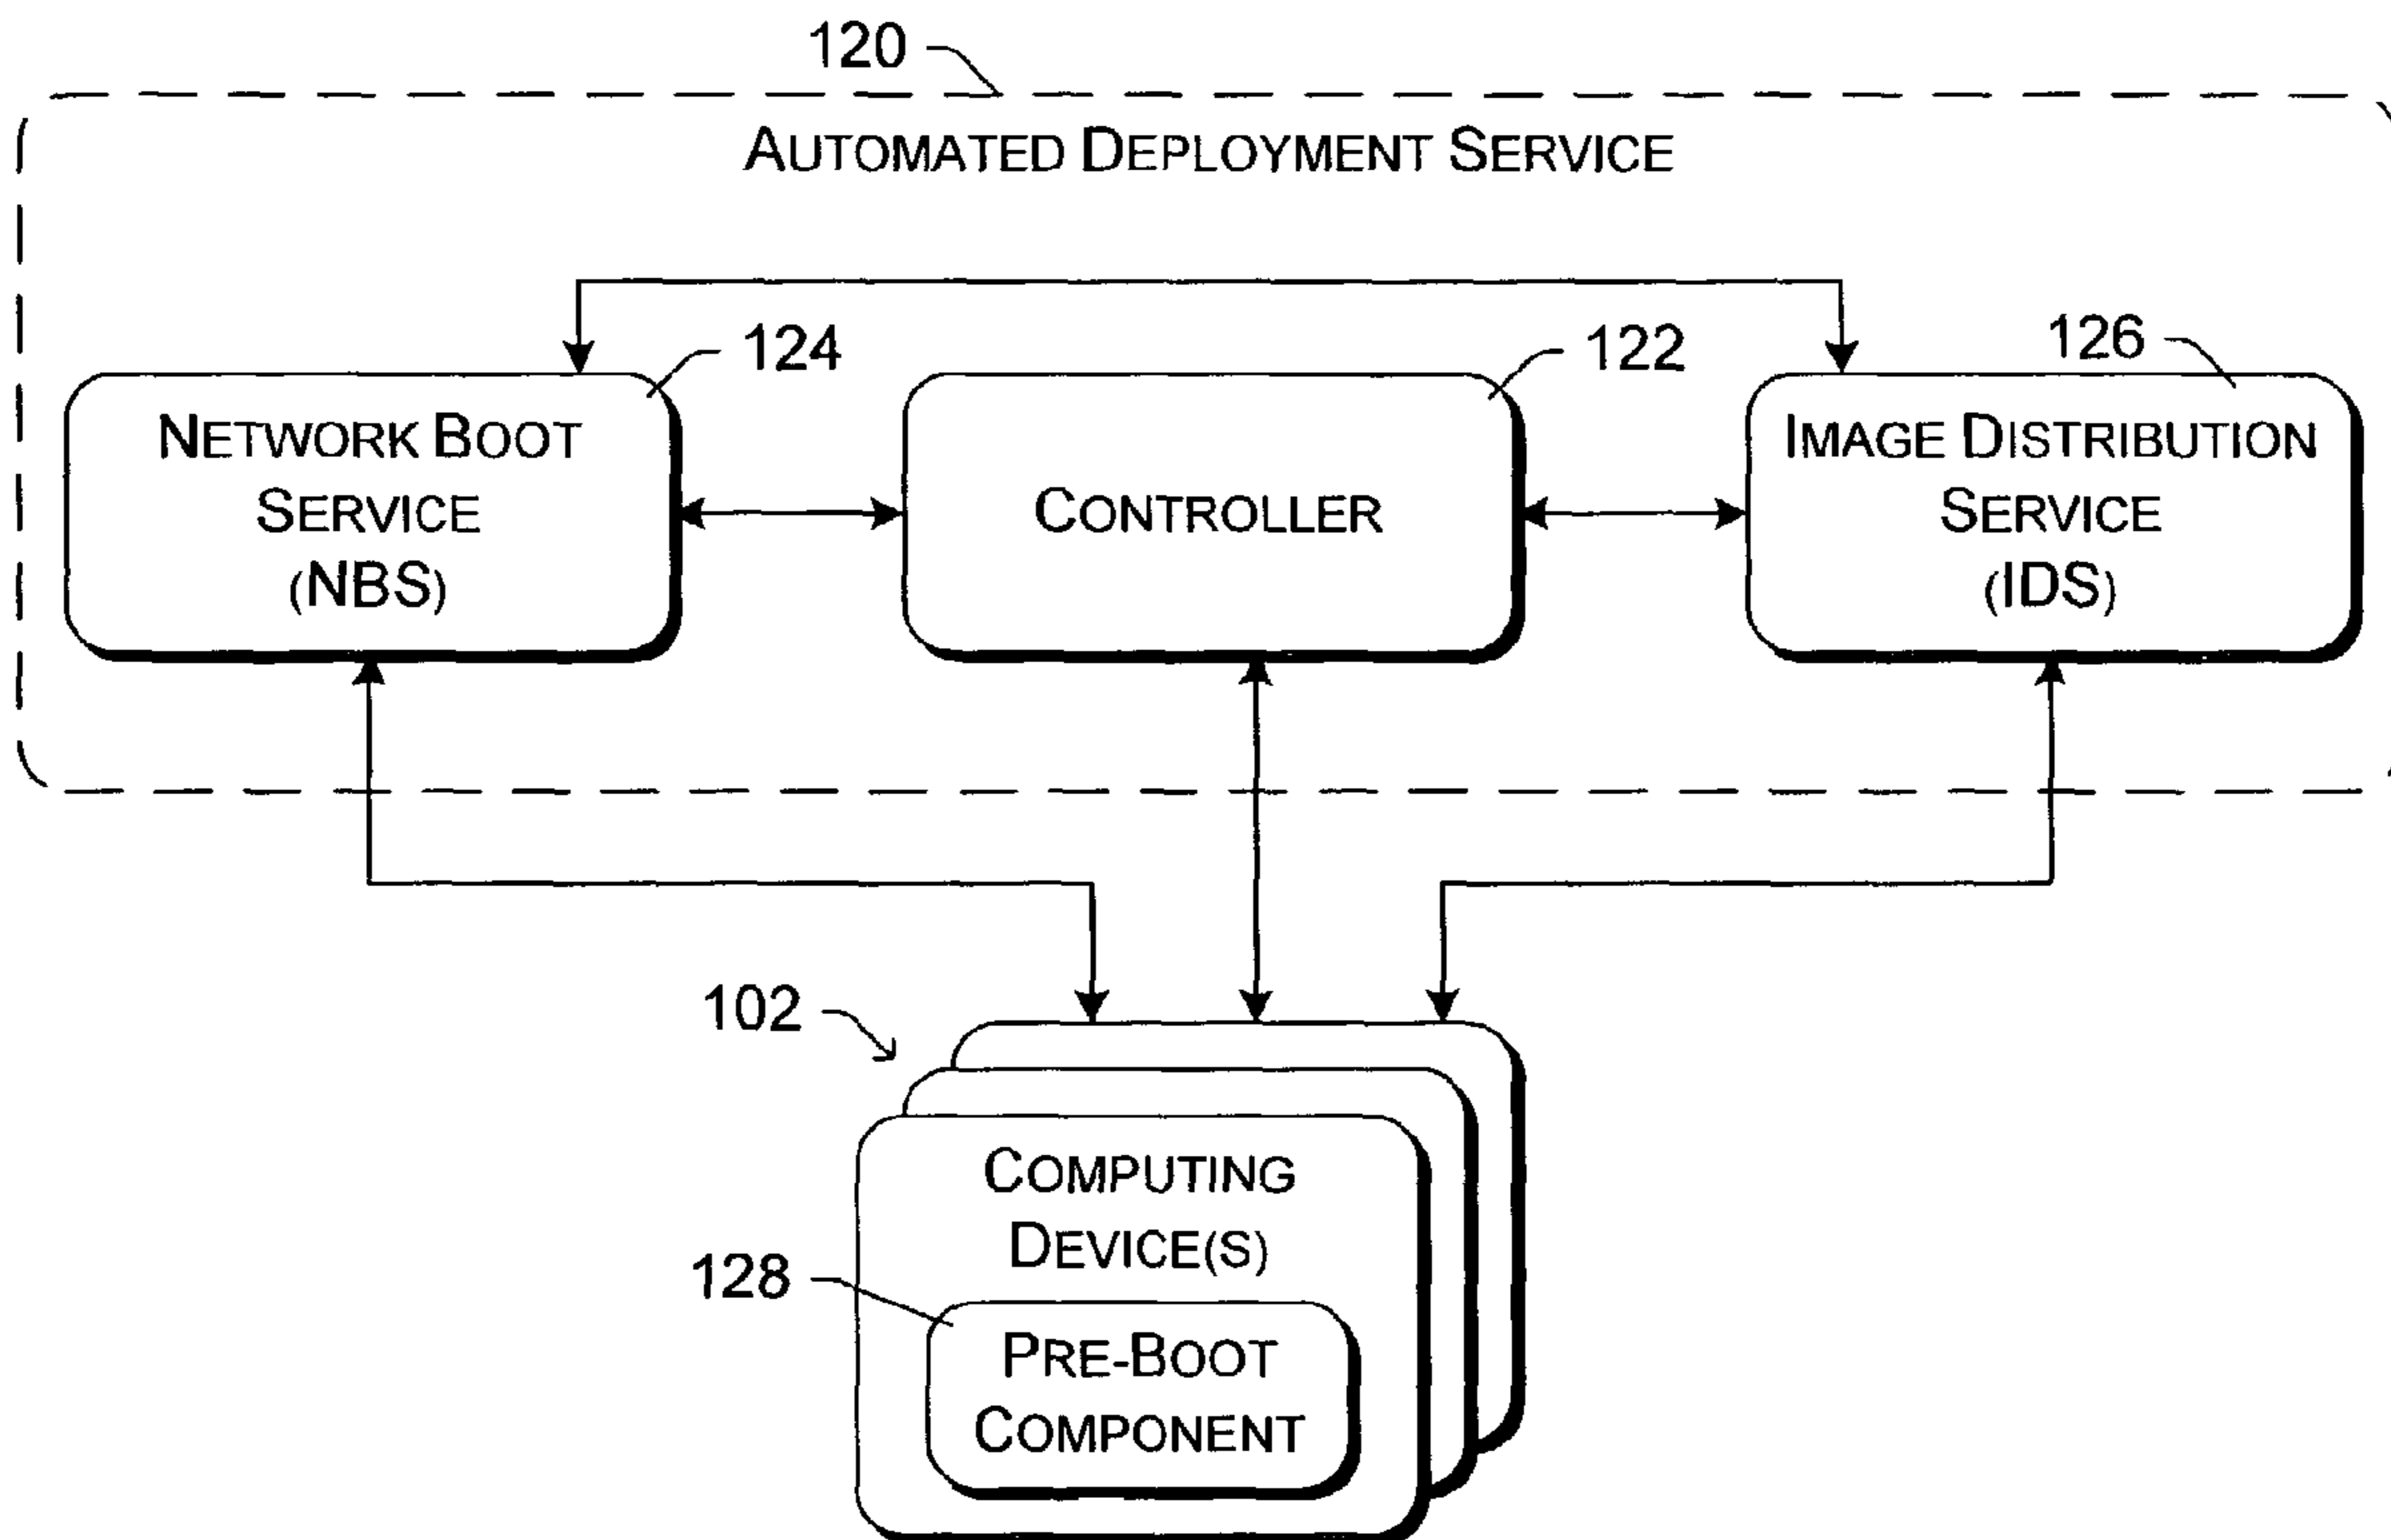 120
AUTOMATED DEPLOYMENT SERVICE
124
122
126
NETWORK BOOT
SERVICE
(NBS)
CONTROLLER
IMAGE DISTRIBUTION
SERVICE
(IDS)
102
COMPUTING
DEVICE(S)
128
PRE-BOOT
COMPONENT